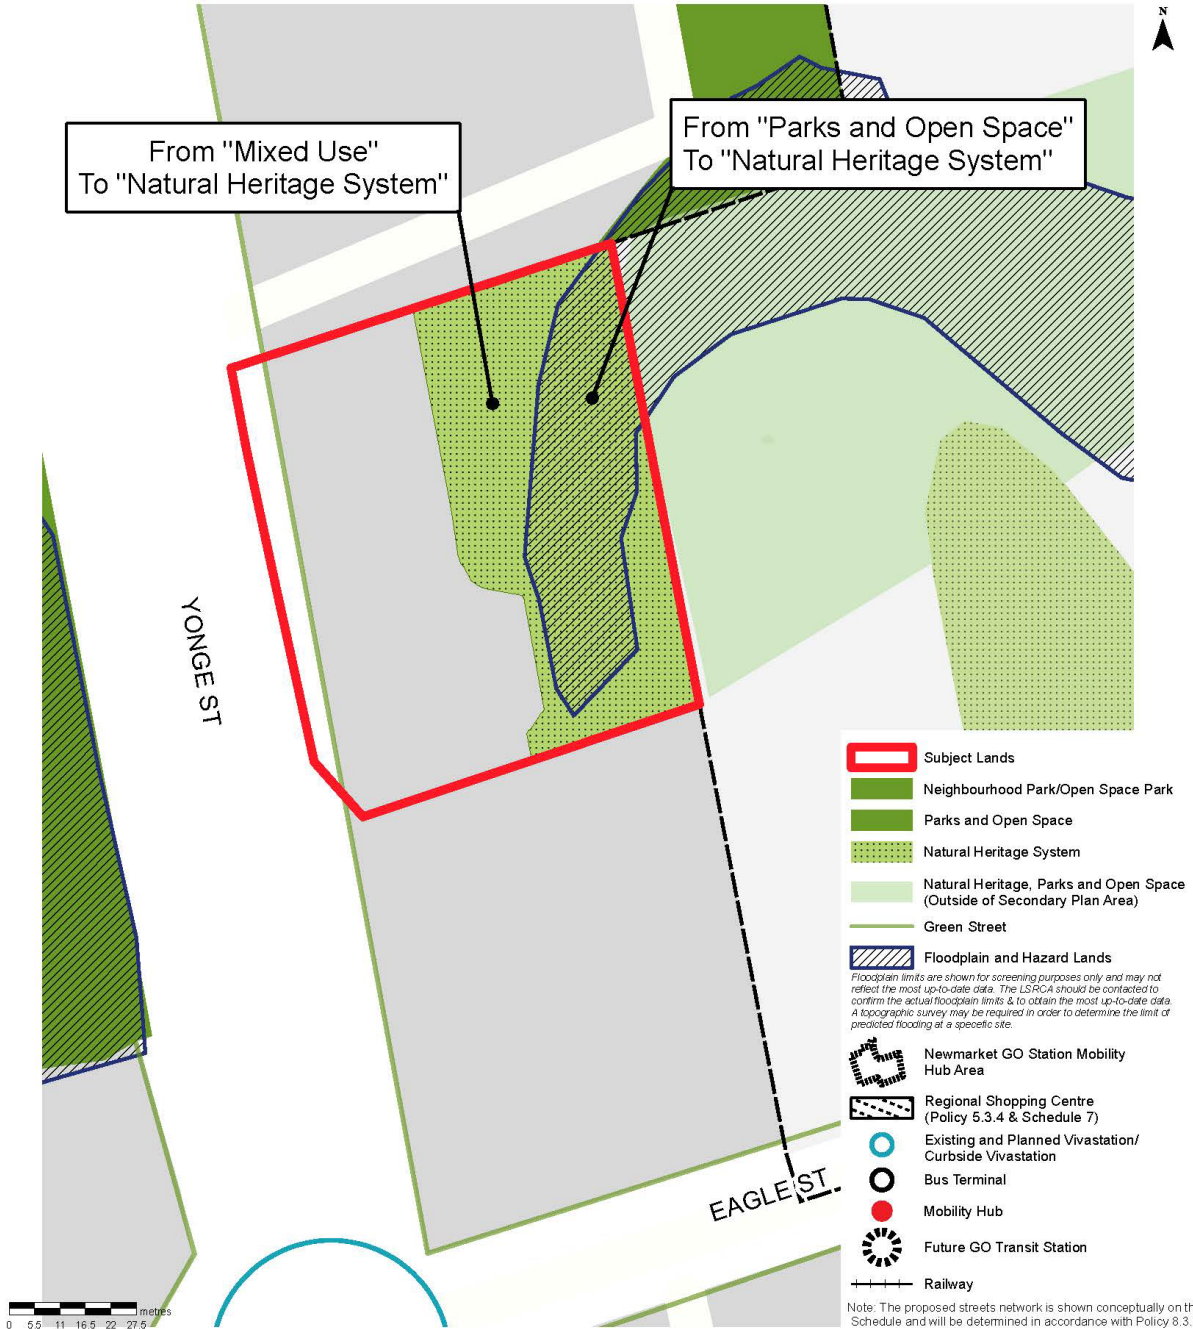 N
From "Mixed Use"
To "Natural Heritage System"
From "Parks and Open Space"
To "Natural Heritage System"
YONGE ST
EAGLE ST
Subject Lands
Neighbourhood Park/Open Space Park
Parks and Open Space
Natural Heritage System
Natural Heritage, Parks and Open Space
(Outside of Secondary Plan Area)
Green Street
Floodplain and Hazard Lands
Floodplain limits are shown for screening purposes only and may not
reflect the most up-to-date data. The LSRCA should be contacted to
confirm the actual floodplain limits & to obtain the most up-to-date data.
A topographic survey may be required in order to determine the limit of
predicted flooding at a specefic site.
Newmarket GO Station Mobility
Hub Area
Regional Shopping Centre
(Policy 5.3.4 & Schedule 7)
Existing and Planned Vivastation/
Curbside Vivastation
Bus Terminal
Mobility Hub
Future GO Transit Station
Railway
Note: The proposed streets network is shown conceptually on
Schedule and will be determined in accordance with Policy 8.3.
metres
0 5.5 11 16.5 22 27.5